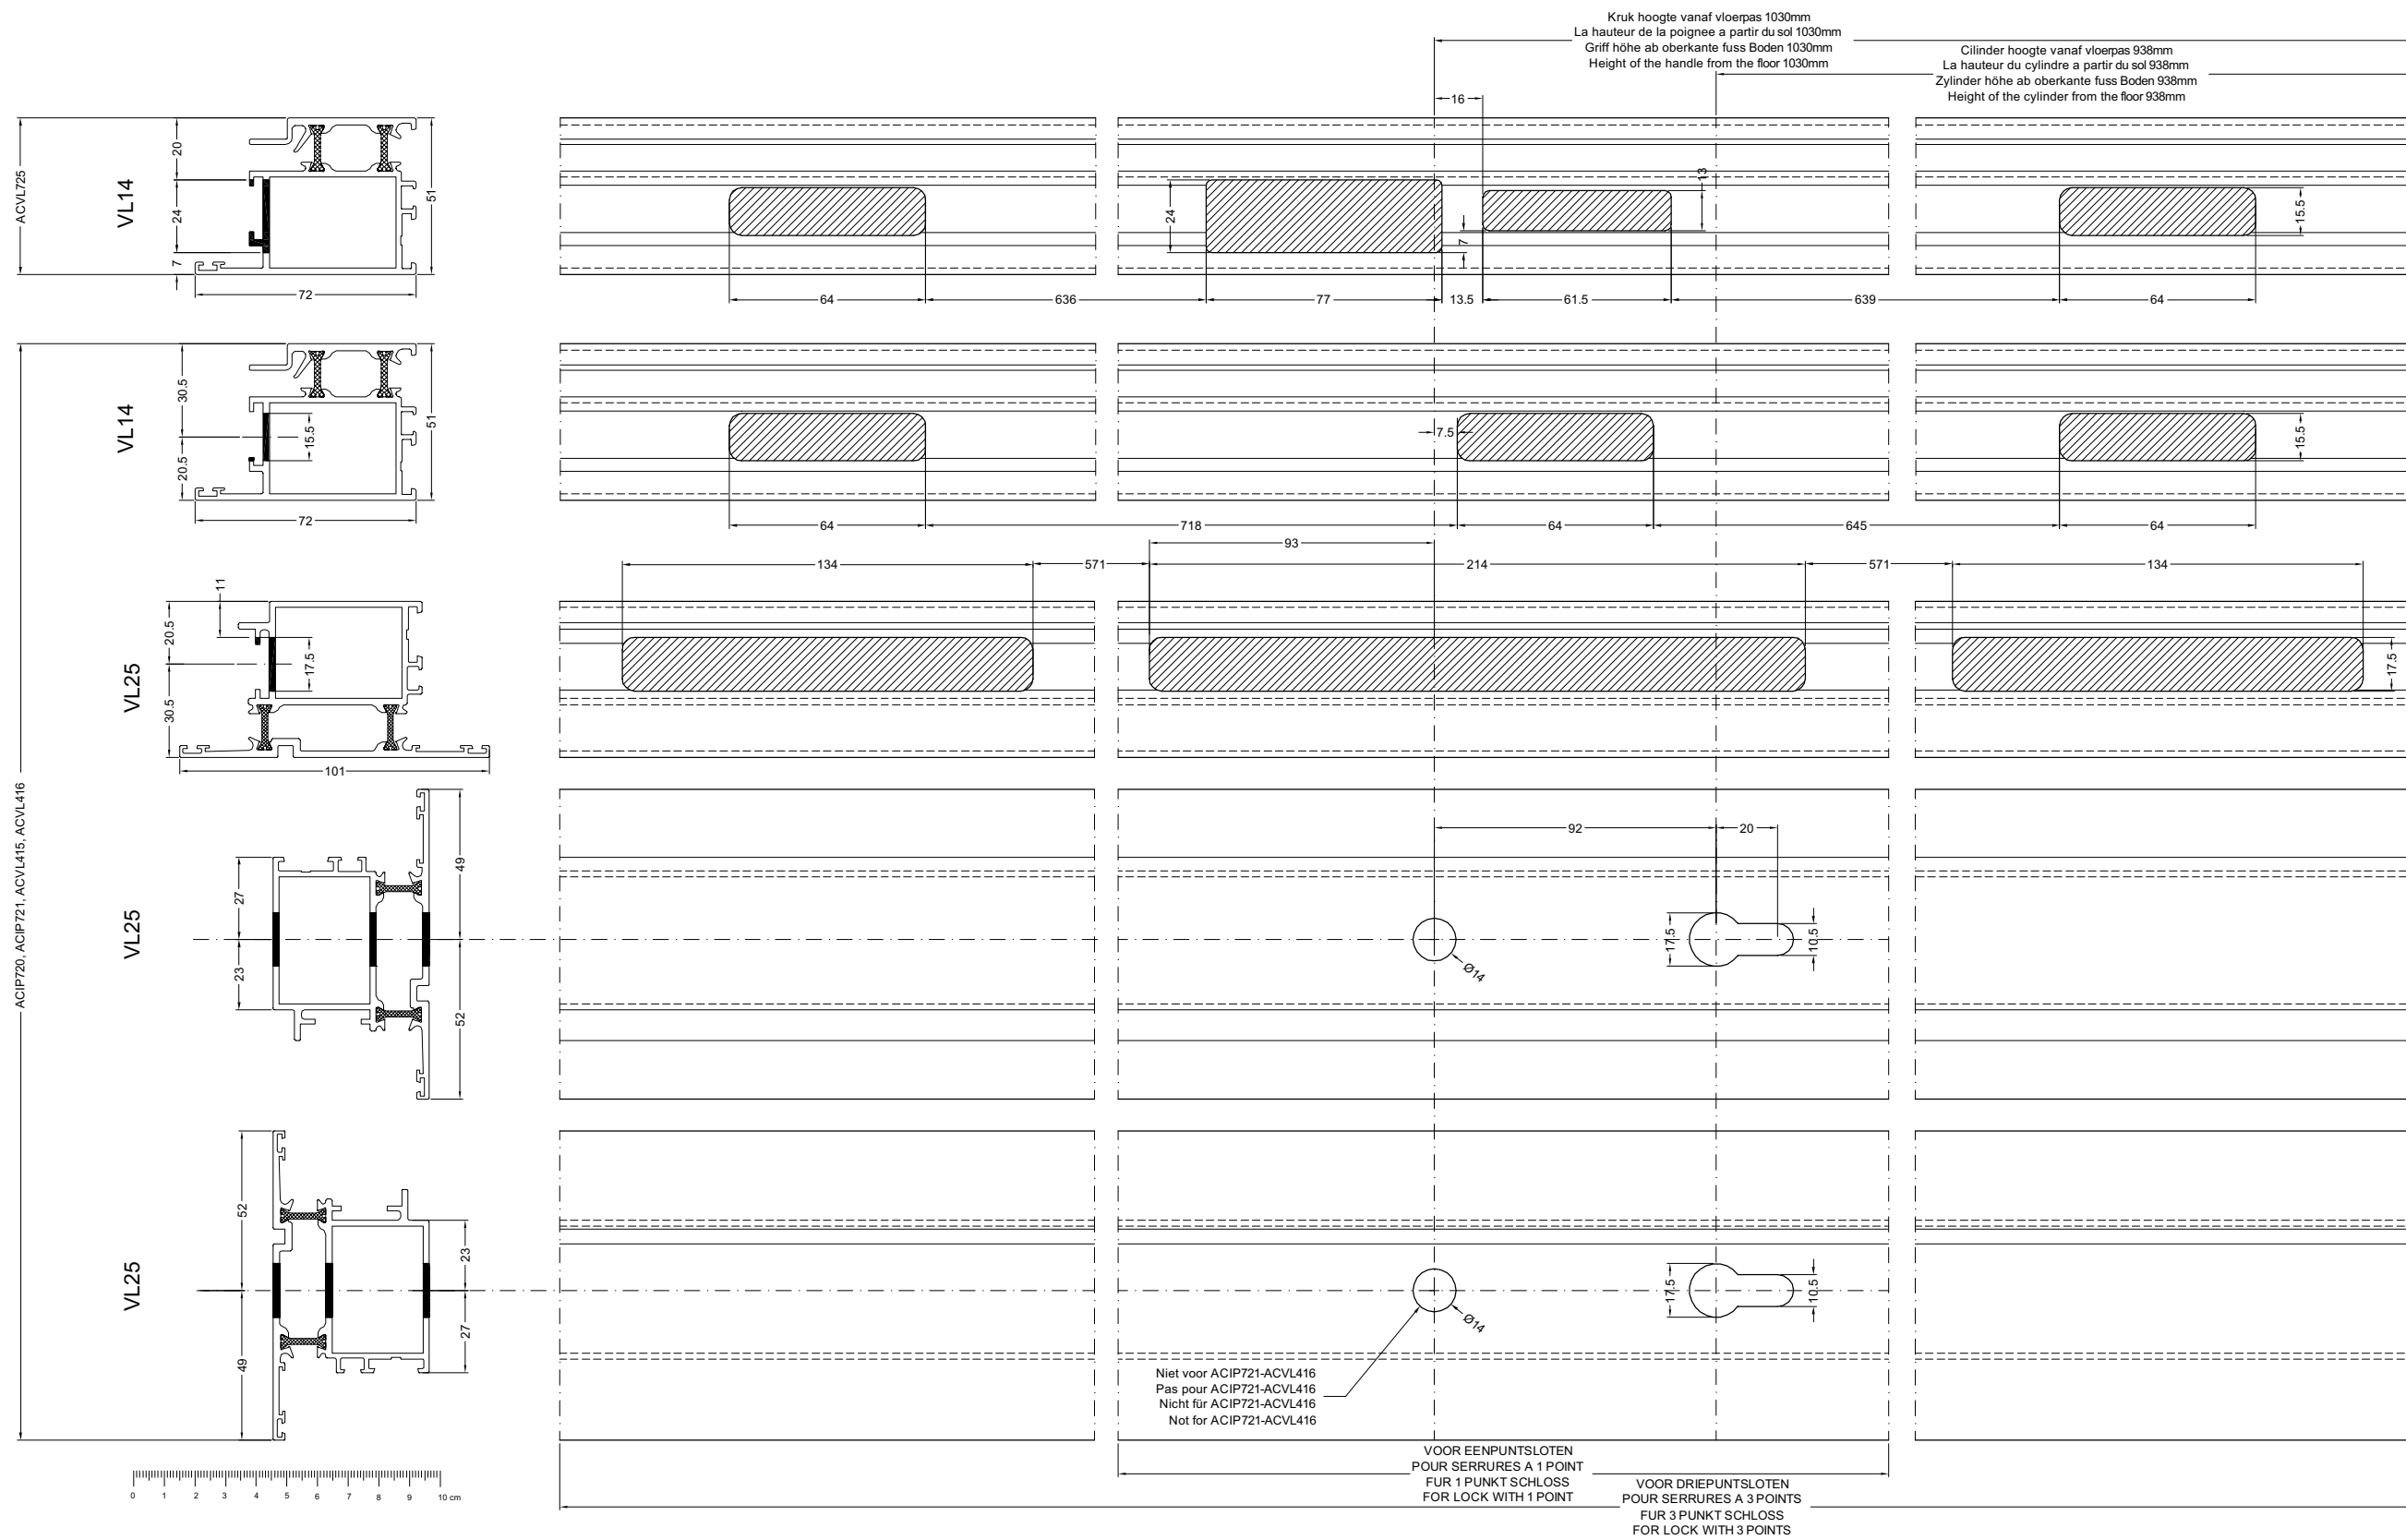 Kruk hoogte vanaf vloerpas 1030mm
La hauteur de la poignee a partir du sol 1030mm
Griff höhe ab oberkante fuss Boden 1030mm
Height of the handle from the floor 1030mm
Cilinder hoogte vanaf vloerpas 938mm
La hauteur du cylindre a partir du sol 938mm
Zylinder höhe ab oberkante fuss Boden 938mm
Height of the cylinder from the floor 938mm
ACVL725
VL14
20
24
7
51
72
16
24
7
13
15.5
64
636
77
13.5
61.5
639
64
VL14
30.5
20.5
15.5
51
72
7.5
15.5
64
718
64
645
64
93
134
571
214
571
134
VL25
11
20.5
30.5
17.5
101
17.5
ACIP720, ACIP721, ACVL415, ACVL416
VL25
27
23
49
52
92
20
17.5
10.5
Ø14
VL25
52
49
23
27
17.5
10.5
Ø14
Niet voor ACIP721-ACVL416
Pas pour ACIP721-ACVL416
Nicht für ACIP721-ACVL416
Not for ACIP721-ACVL416
VOOR EENPUNTSLOTEN
POUR SERRURES A 1 POINT
FUR 1 PUNKT SCHLOSS
FOR LOCK WITH 1 POINT
VOOR DRIEPUNTSLOTEN
POUR SERRURES A 3 POINTS
FUR 3 PUNKT SCHLOSS
FOR LOCK WITH 3 POINTS
0 1 2 3 4 5 6 7 8 9 10 cm